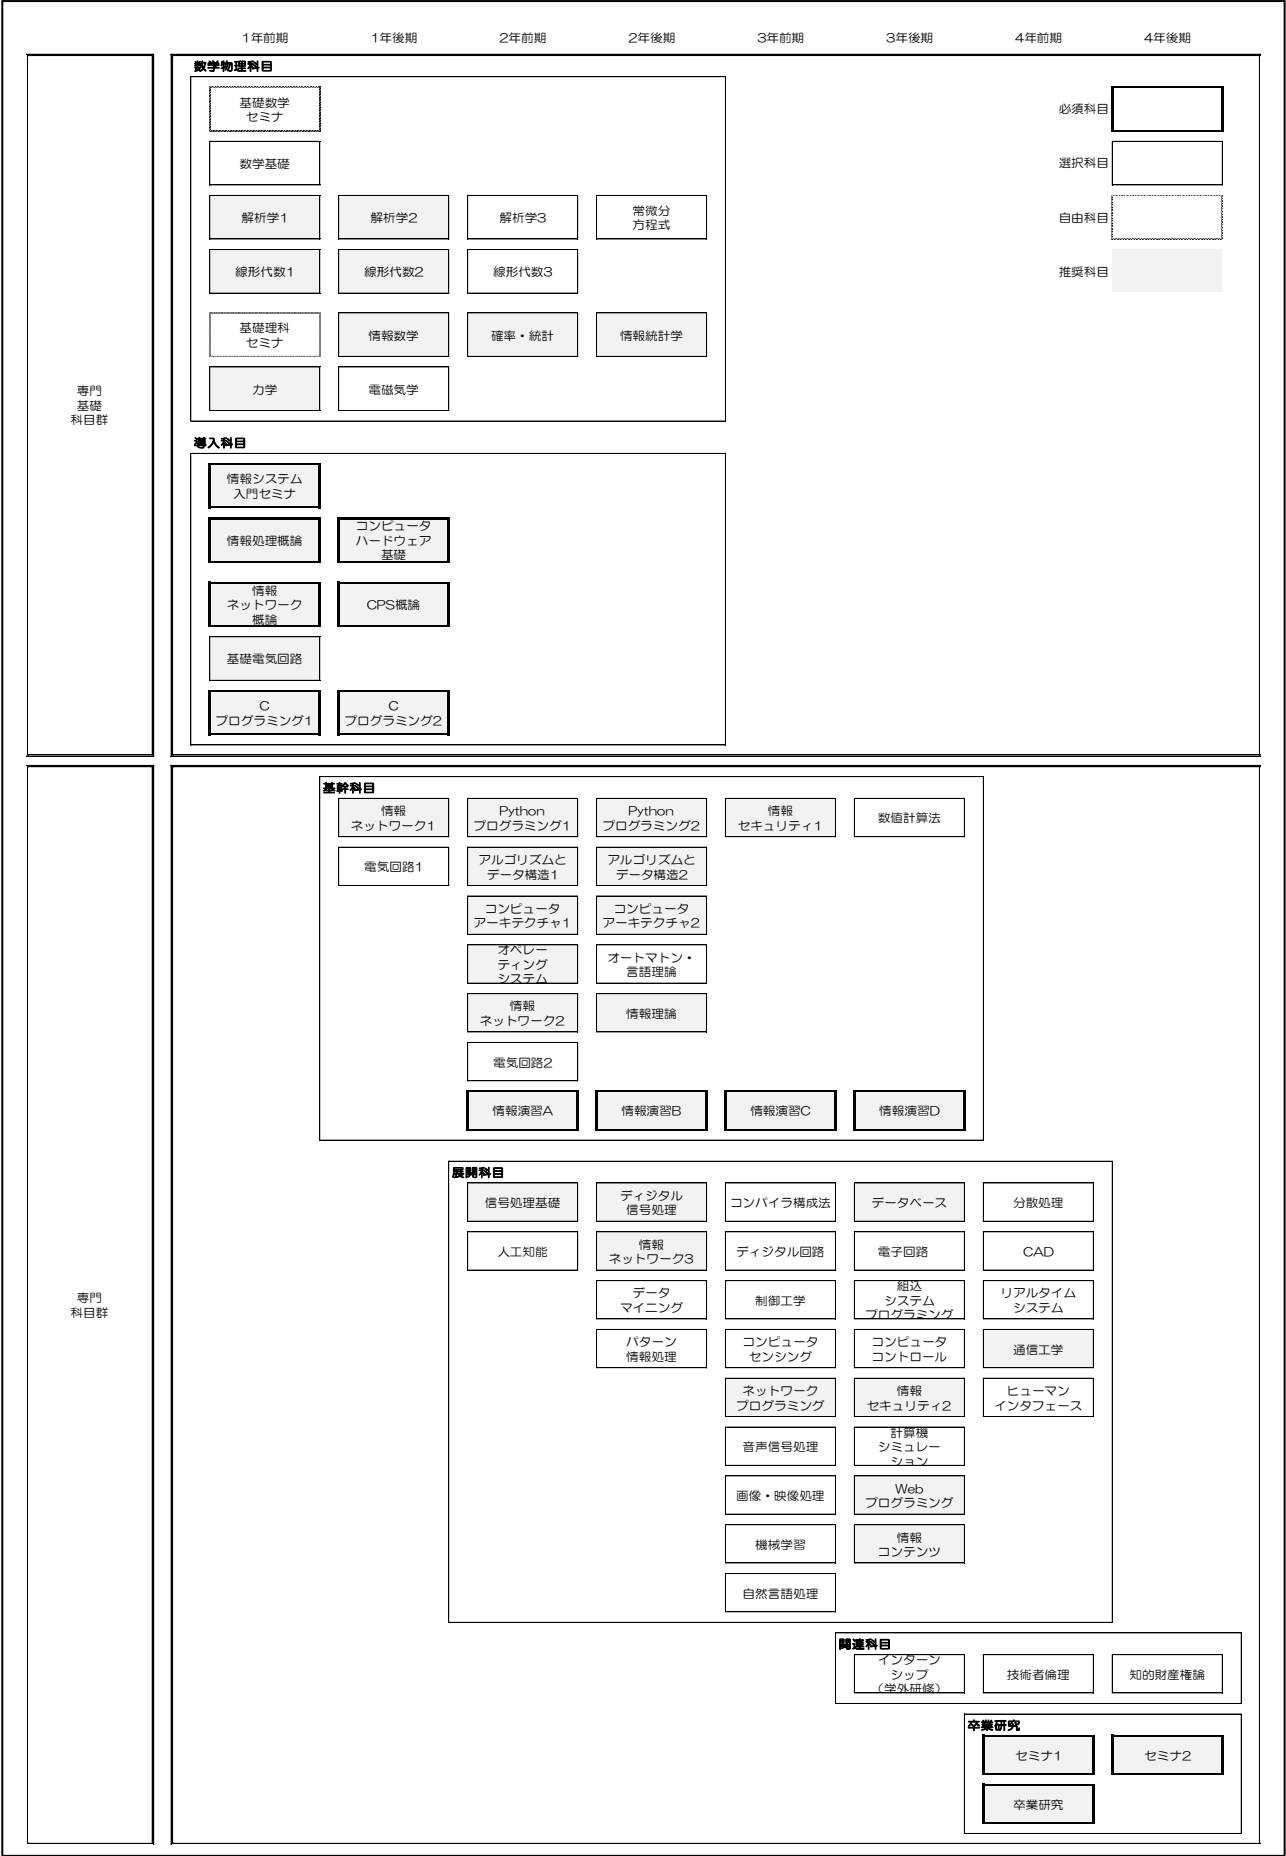 1年前期 1年後期 2年前期 2年後期 3年前期 3年後期 4年前期 4年後期
専門
基礎
科目群
数学物理科目
基礎数学
セミナ
必須科目
数学基礎
選択科目
解析学1
解析学2
解析学3
常微分
方程式
自由科目
線形代数1
線形代数2
線形代数3
推奨科目
基礎理科
セミナ
情報数学
確率・統計
情報統計学
力学
電磁気学
導入科目
情報システム
入門セミナ
情報処理概論
コンピュータ
ハードウェア
基礎
情報
ネットワーク
概論
CPS概論
基礎電気回路
C
プログラミング1
C
プログラミング2
専門
科目群
基幹科目
情報
ネットワーク1
Python
プログラミング1
Python
プログラミング2
情報
セキュリティ1
数値計算法
電気回路1
アルゴリズムと
データ構造1
アルゴリズムと
データ構造2
コンピュータ
アーキテクチャ1
コンピュータ
アーキテクチャ2
オペレー
ティング
システム
オートマトン・
言語理論
情報
ネットワーク2
情報理論
電気回路2
情報演習A
情報演習B
情報演習C
情報演習D
展開科目
信号処理基礎
ディジタル
信号処理
コンパイラ構成法
データベース
分散処理
人工知能
情報
ネットワーク3
ディジタル回路
電子回路
CAD
データ
マイニング
制御工学
組込
システム
プログラミング
リアルタイム
システム
パターン
情報処理
コンピュータ
センシング
コンピュータ
コントロール
通信工学
ネットワーク
プログラミング
情報
セキュリティ2
ヒューマン
インタフェース
音声信号処理
計算機
シミュレー
ション
画像・映像処理
Web
プログラミング
機械学習
情報
コンテンツ
自然言語処理
関連科目
インターン
シップ
(学外研修)
技術者倫理
知的財産権論
卒業研究
セミナ1
セミナ2
卒業研究